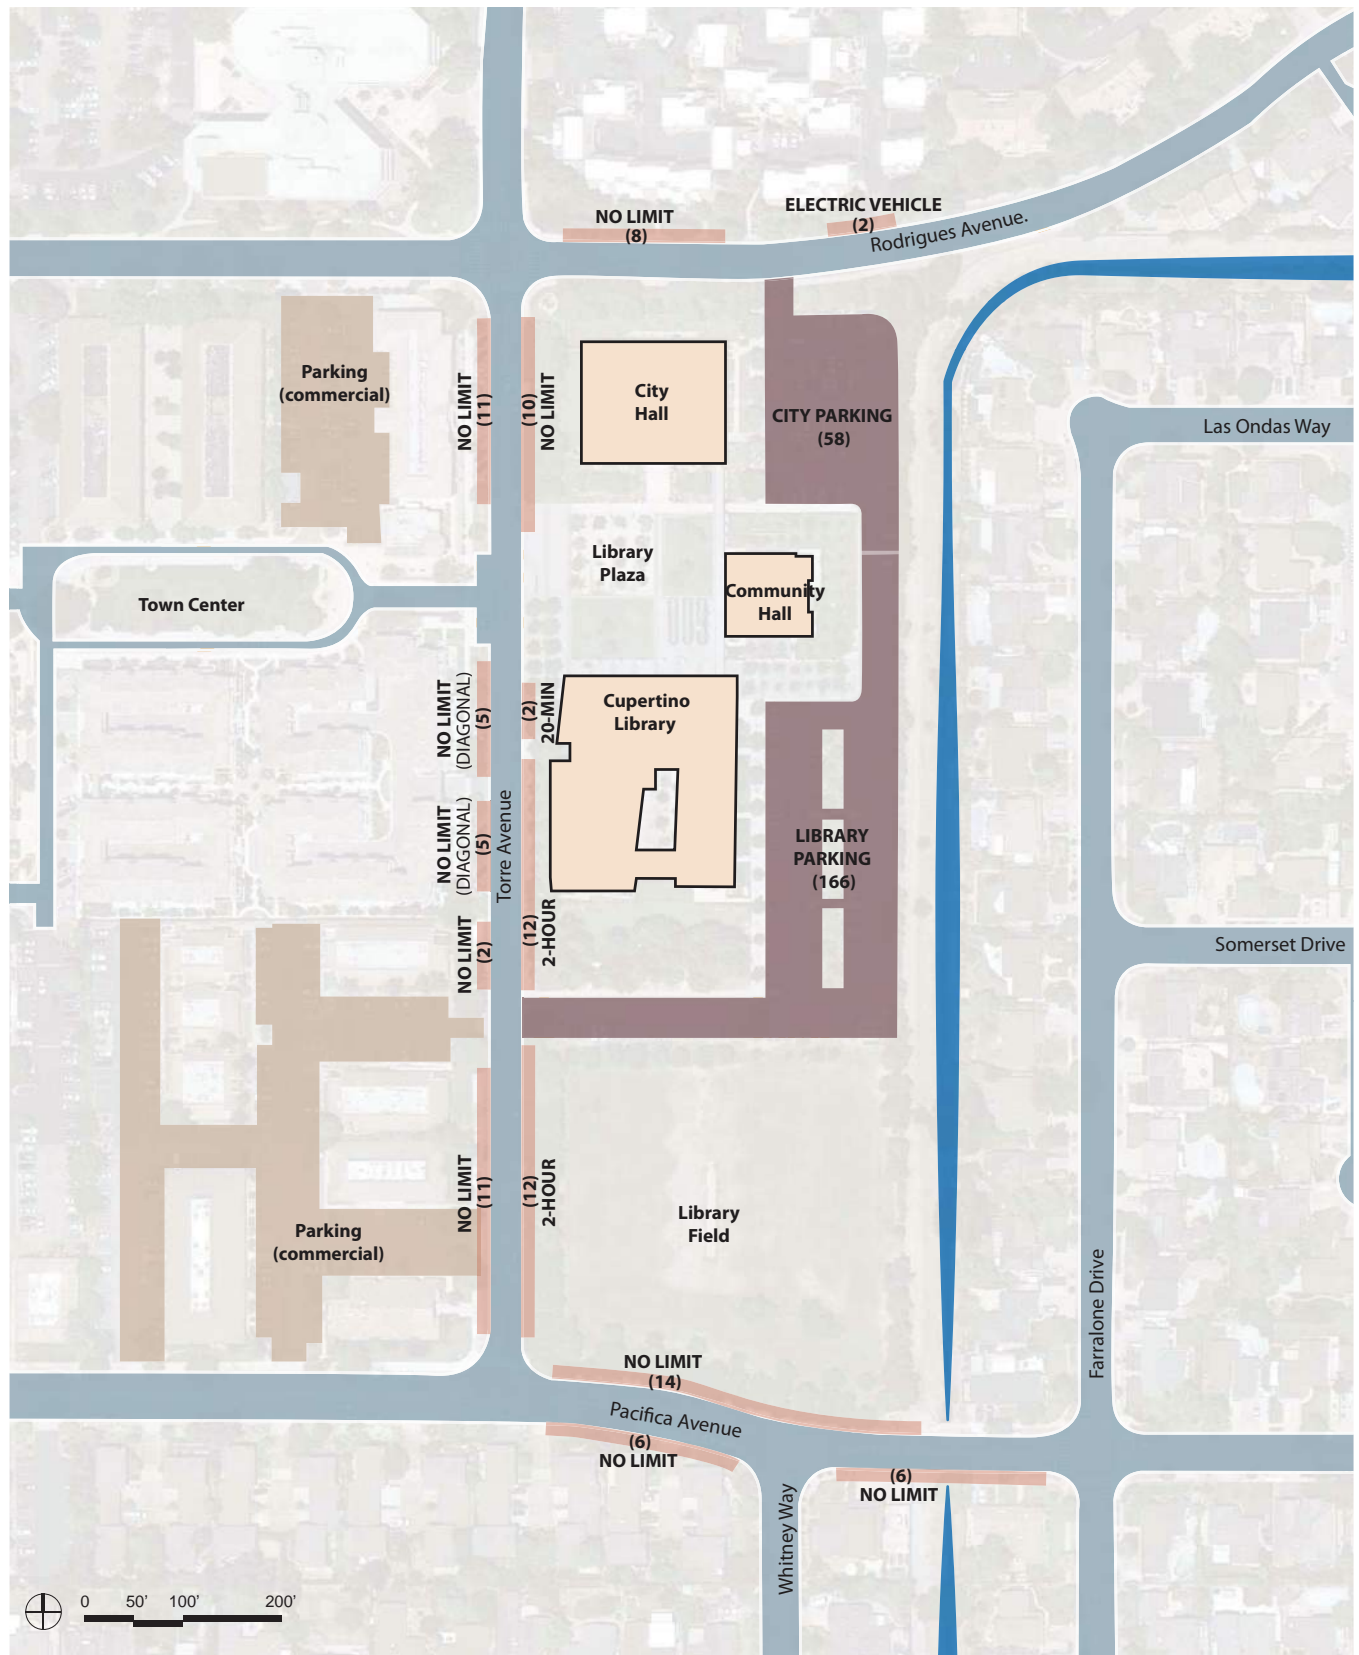 ELECTRIC VEHICLE
(2)
NO LIMIT
(8)
Rodrigues Avenue.
Parking
(commercial)
NO LIMIT
(11)
(10)
NO LIMIT
City
Hall
CITY PARKING
(58)
Las Ondas Way
Library
Plaza
Community
Hall
Town Center
NO LIMIT
(DIAGONAL)
(5)
(2)
20-MIN
Cupertino
Library
NO LIMIT
(DIAGONAL)
(5)
Torre Avenue
LIBRARY
PARKING
(166)
NO LIMIT
(2)
(12)
2-HOUR
Somerset Drive
NO LIMIT
(11)
(12)
2-HOUR
Library
Field
Parking
(commercial)
Farralone Drive
NO LIMIT
(14)
Pacifica Avenue
(6)
NO LIMIT
(6)
NO LIMIT
Whitney Way
0 50' 100' 200'